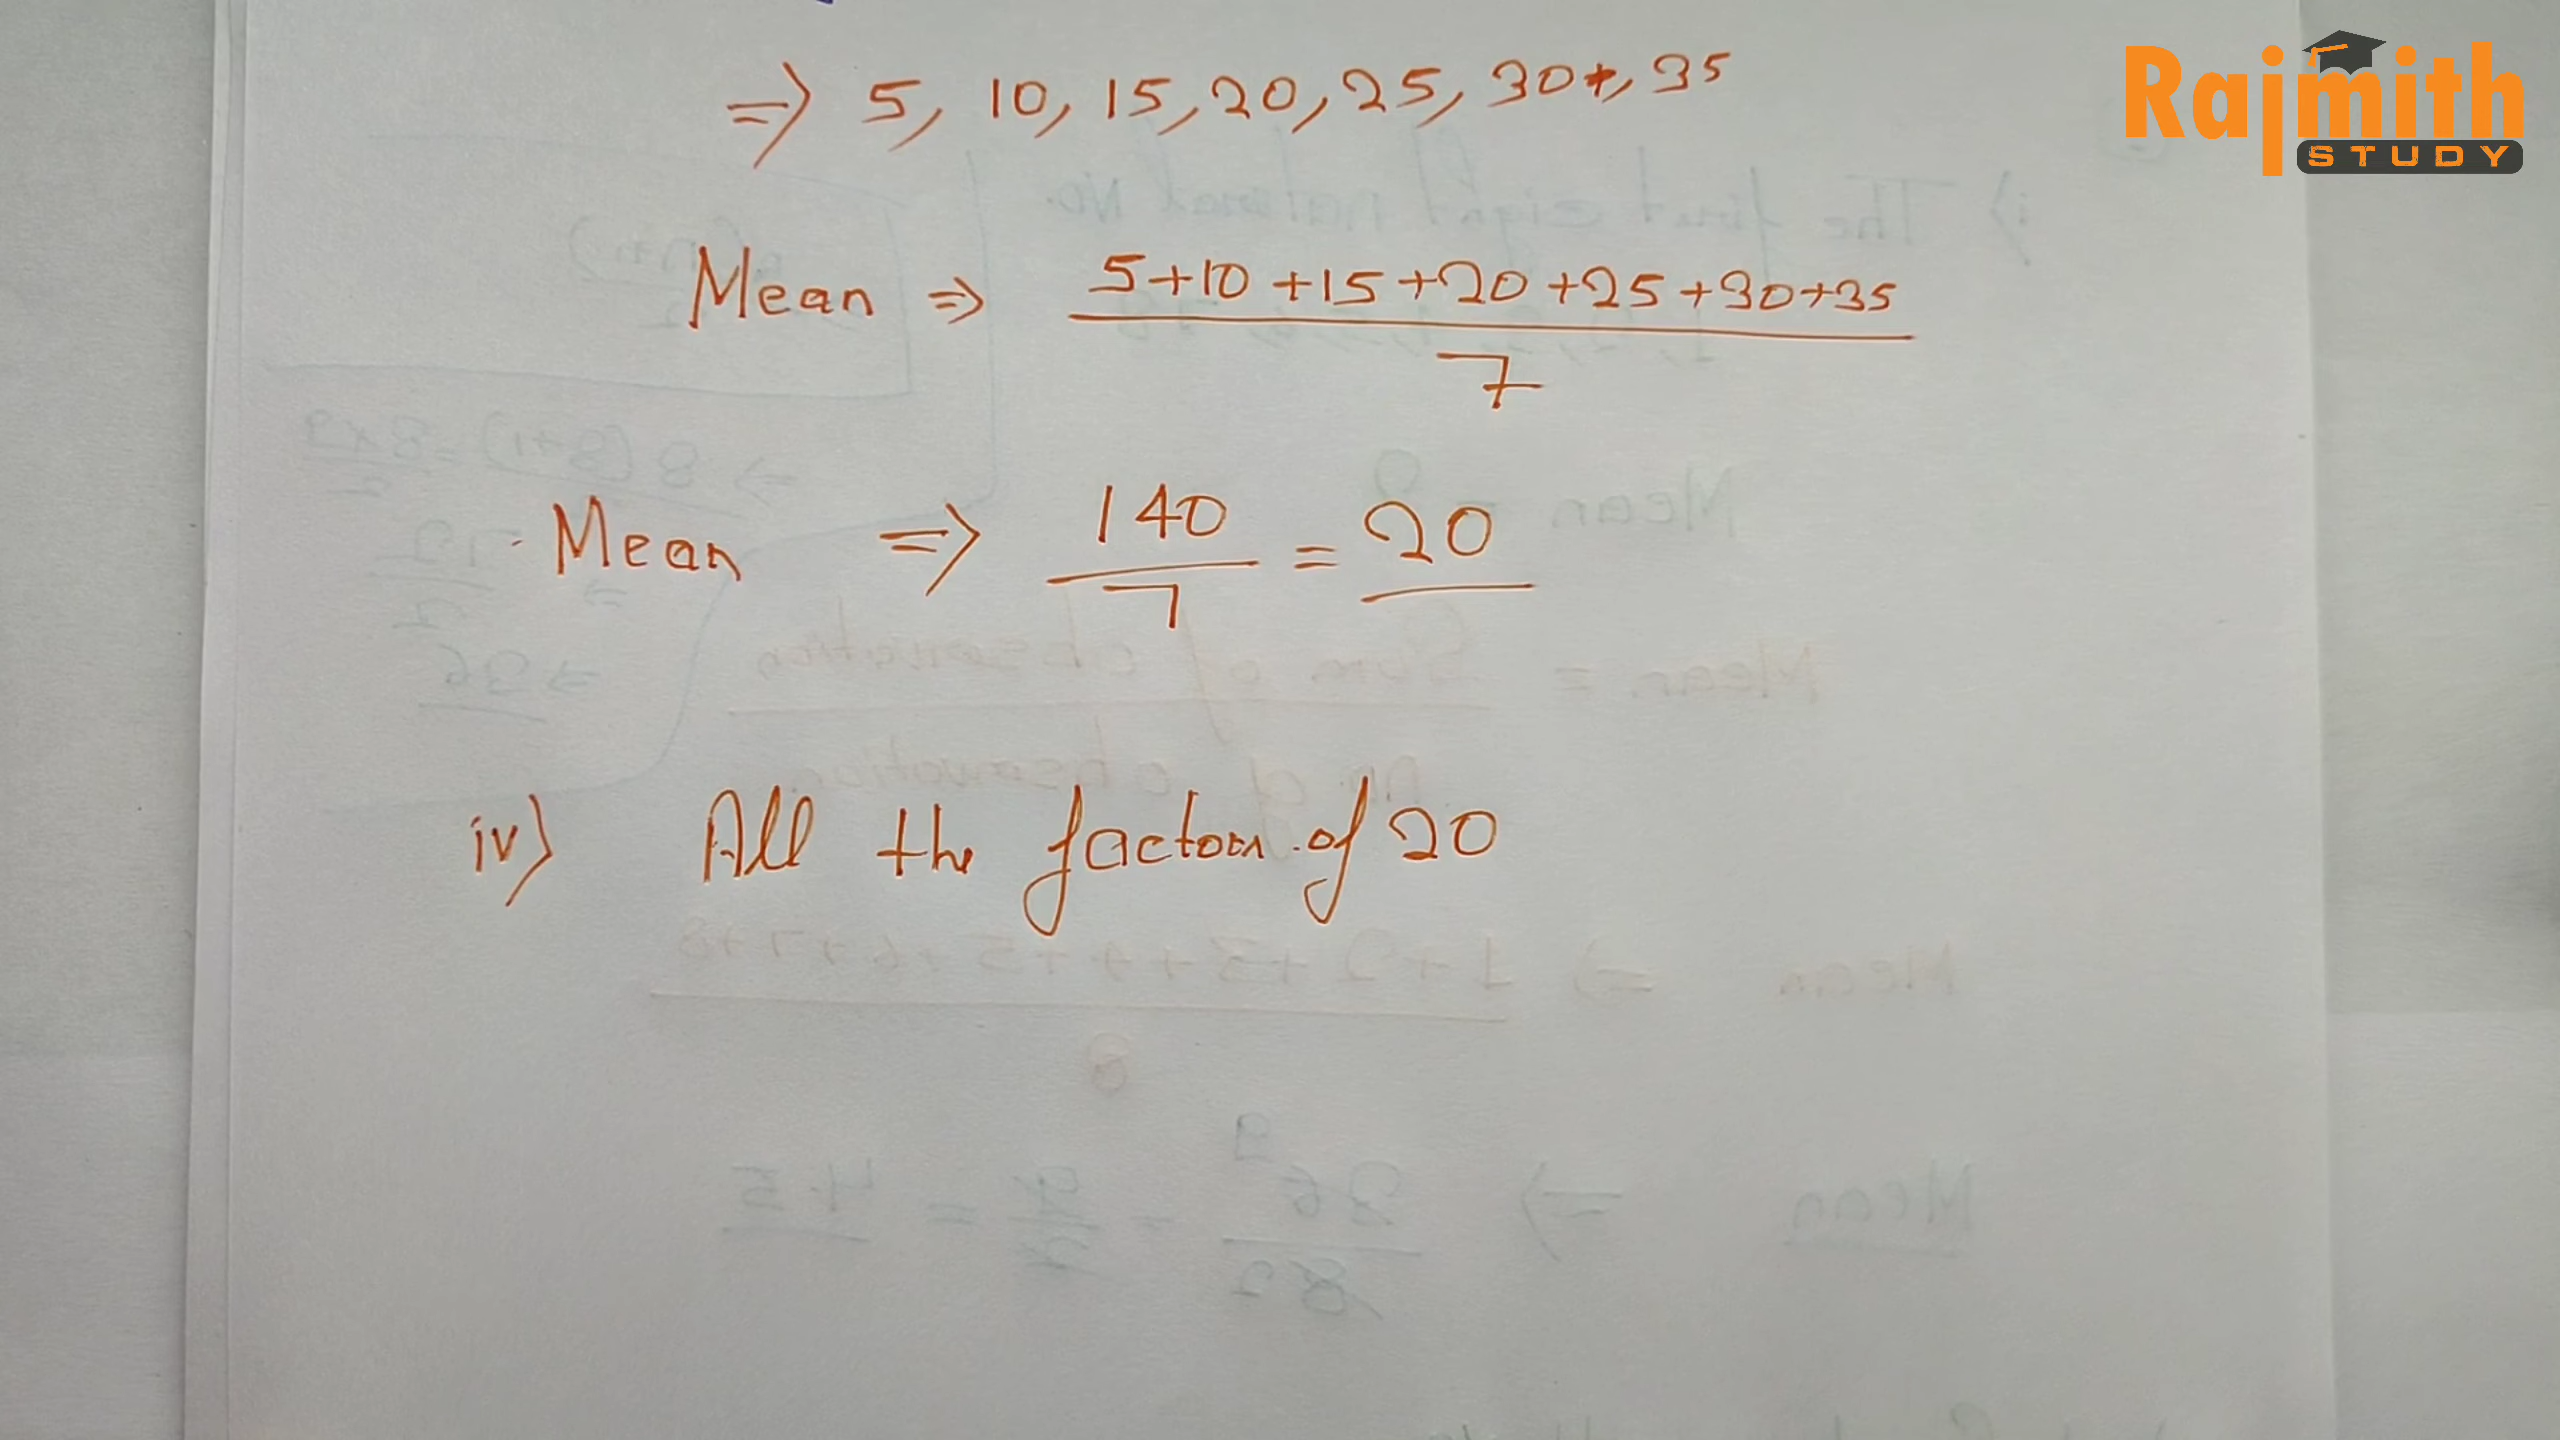 ⇒ 5, 10, 15, 20, 25, 30+, 35
Rajmith
STUDY
Mean ⇒ 5+10+15+20+25+30+35
7
Mean ⇒ 140/7 = 20
iv) All the factors of 20